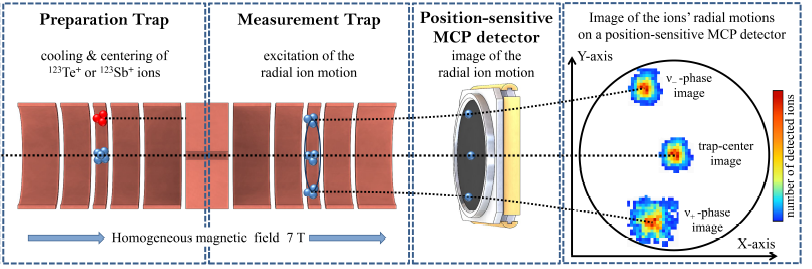 Preparation Trap
cooling & centering of
¹²³Te⁺ or ¹²³Sb⁺ ions
Measurement Trap
excitation of the
radial ion motion
Position-sensitive
MCP detector
image of the
radial ion motion
Image of the ions' radial motions
on a position-sensitive MCP detector
Y-axis
ν₋-phase
image
trap-center
image
ν₊-phase
image
X-axis
number of detected ions
Homogeneous magnetic field 7 T